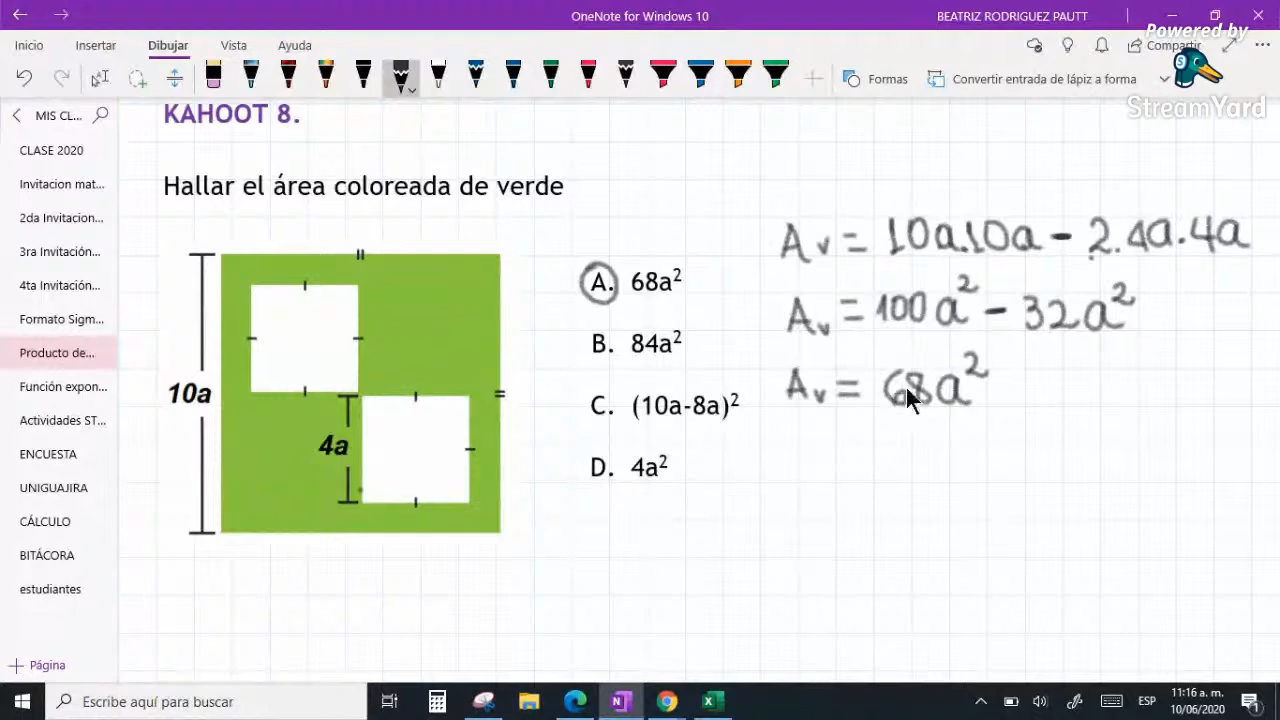 OneNote for Windows 10
BEATRIZ RODRIGUEZ PAUTT
Powered by
StreamYard
Inicio
Insertar
Dibujar
Vista
Ayuda
Compartir
Formas
Convertir entrada de lápiz a forma
MIS CL...
CLASE 2020
Invitacion mat...
2da Invitacion...
3ra Invitación...
4ta Invitación...
Formato Sigm...
Producto de...
Función expon...
Actividades ST...
ENCUESTA
UNIGUAJIRA
CÁLCULO
BITÁCORA
estudiantes
Página
KAHOOT 8.
Hallar el área coloreada de verde
10a
4a
A. 68a²
B. 84a²
C. (10a-8a)²
D. 4a²
Av = 10a.10a - 2.4a.4a
Av = 100a² - 32a²
Av = 68a²
Escribe aquí para buscar
ESP
11:16 a. m.
10/06/2020
1